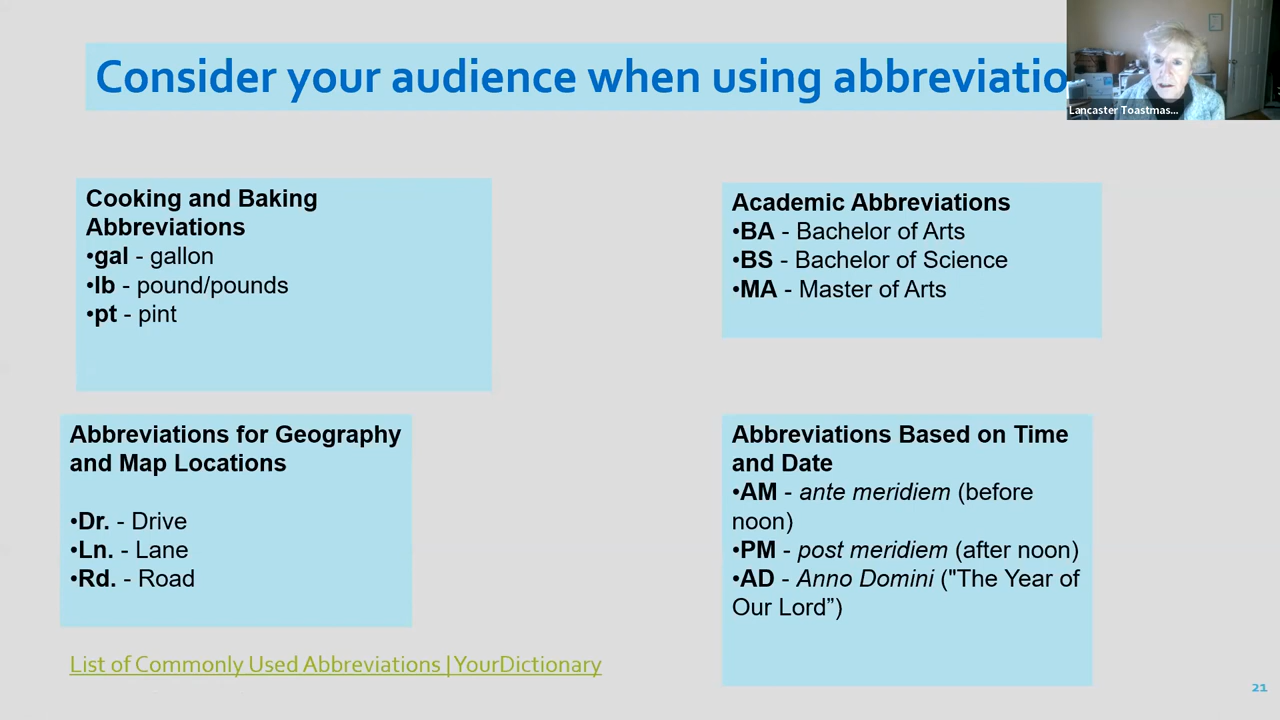 Consider your audience when using abbreviatio
Lancaster Toastmas...
Cooking and Baking
Abbreviations
•gal - gallon
•lb - pound/pounds
•pt - pint
Academic Abbreviations
•BA - Bachelor of Arts
•BS - Bachelor of Science
•MA - Master of Arts
Abbreviations for Geography
and Map Locations
•Dr. - Drive
•Ln. - Lane
•Rd. - Road
Abbreviations Based on Time
and Date
•AM - ante meridiem (before
noon)
•PM - post meridiem (after noon)
•AD - Anno Domini ("The Year of
Our Lord”)
List of Commonly Used Abbreviations | YourDictionary
21